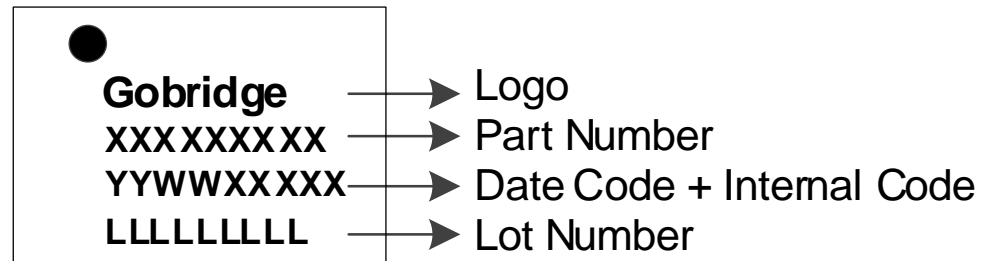 Gobridge → Logo
XXXXXXXXX → Part Number
YYWWXXXXX → Date Code + Internal Code
LLLLLLLLL → Lot Number